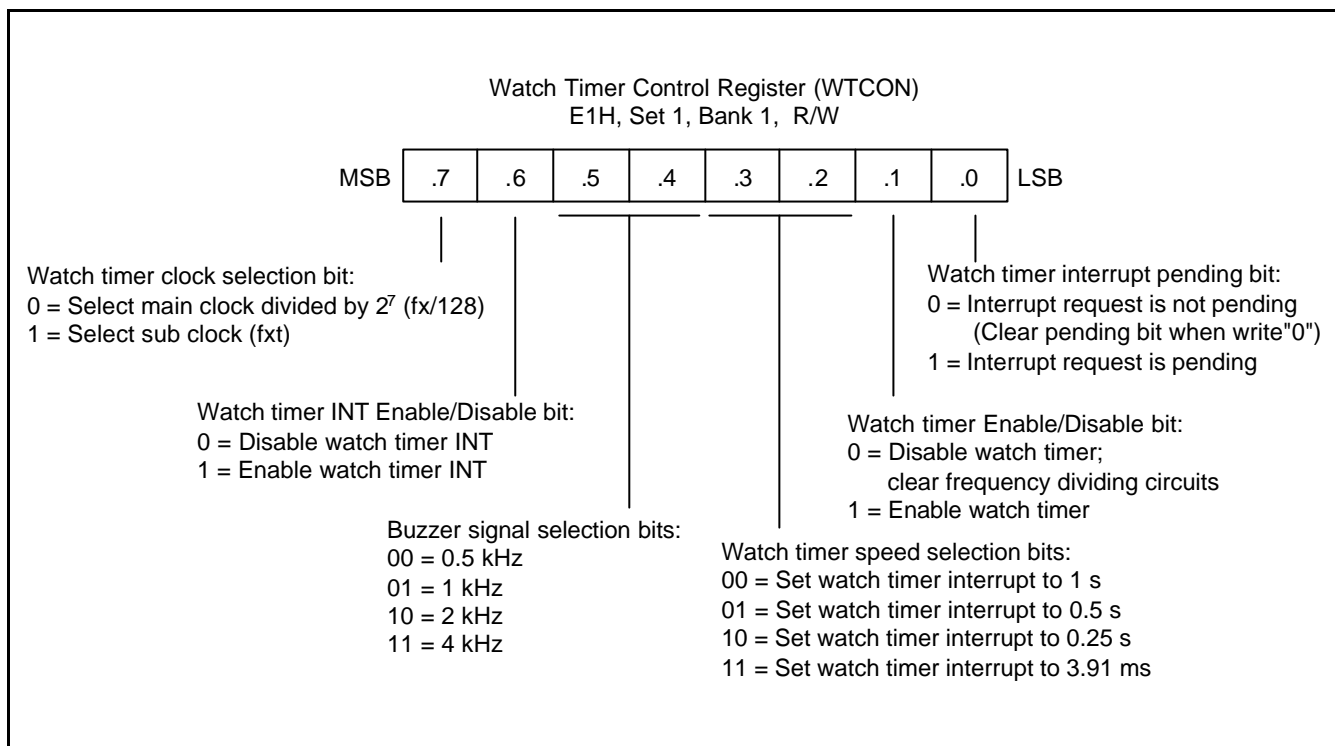 Watch Timer Control Register (WTCON)
E1H, Set 1, Bank 1, R/W
MSB .7 .6 .5 .4 .3 .2 .1 .0 LSB
Watch timer clock selection bit:
0 = Select main clock divided by 2⁷ (fx/128)
1 = Select sub clock (fxt)
Watch timer INT Enable/Disable bit:
0 = Disable watch timer INT
1 = Enable watch timer INT
Buzzer signal selection bits:
00 = 0.5 kHz
01 = 1 kHz
10 = 2 kHz
11 = 4 kHz
Watch timer speed selection bits:
00 = Set watch timer interrupt to 1 s
01 = Set watch timer interrupt to 0.5 s
10 = Set watch timer interrupt to 0.25 s
11 = Set watch timer interrupt to 3.91 ms
Watch timer Enable/Disable bit:
0 = Disable watch timer;
clear frequency dividing circuits
1 = Enable watch timer
Watch timer interrupt pending bit:
0 = Interrupt request is not pending
(Clear pending bit when write"0")
1 = Interrupt request is pending